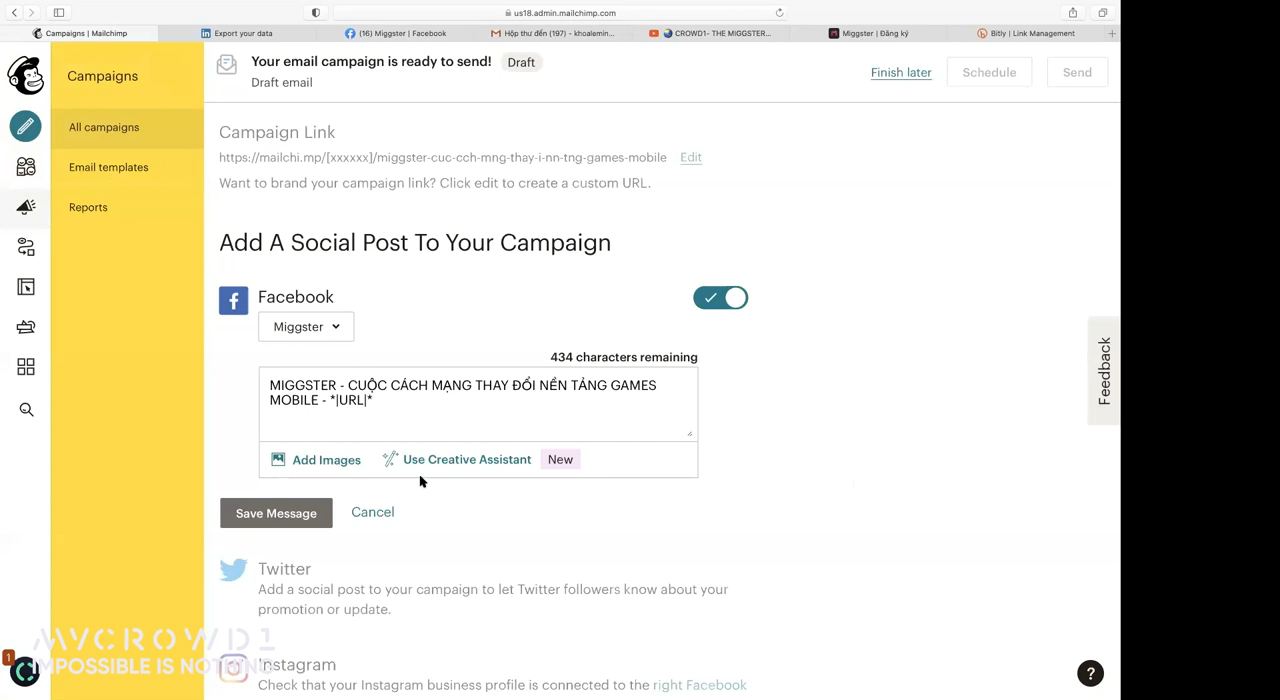 us18.admin.mailchimp.com
Campaigns | Mailchimp
Export your data
(16) Miggster | Facebook
Hộp thư đến (197) - khoalemin...
CROWD1- THE MIGGSTER...
Miggster | Đăng ký
Bitly | Link Management
Campaigns
All campaigns
Email templates
Reports
Your email campaign is ready to send!
Draft
Draft email
Finish later
Schedule
Send
Campaign Link
https://mailchi.mp/[xxxxxx]/miggster-cuc-cch-mng-thay-i-nn-tng-games-mobile Edit
Want to brand your campaign link? Click edit to create a custom URL.
Add A Social Post To Your Campaign
Facebook
Miggster
434 characters remaining
MIGGSTER - CUỘC CÁCH MẠNG THAY ĐỔI NỀN TẢNG GAMES
MOBILE - *|URL|*
Add Images
Use Creative Assistant
New
Save Message
Cancel
Twitter
Add a social post to your campaign to let Twitter followers know about your
promotion or update.
Instagram
Check that your Instagram business profile is connected to the right Facebook
Feedback
?
1
MYCROWD1
IMPOSSIBLE IS NOTHING